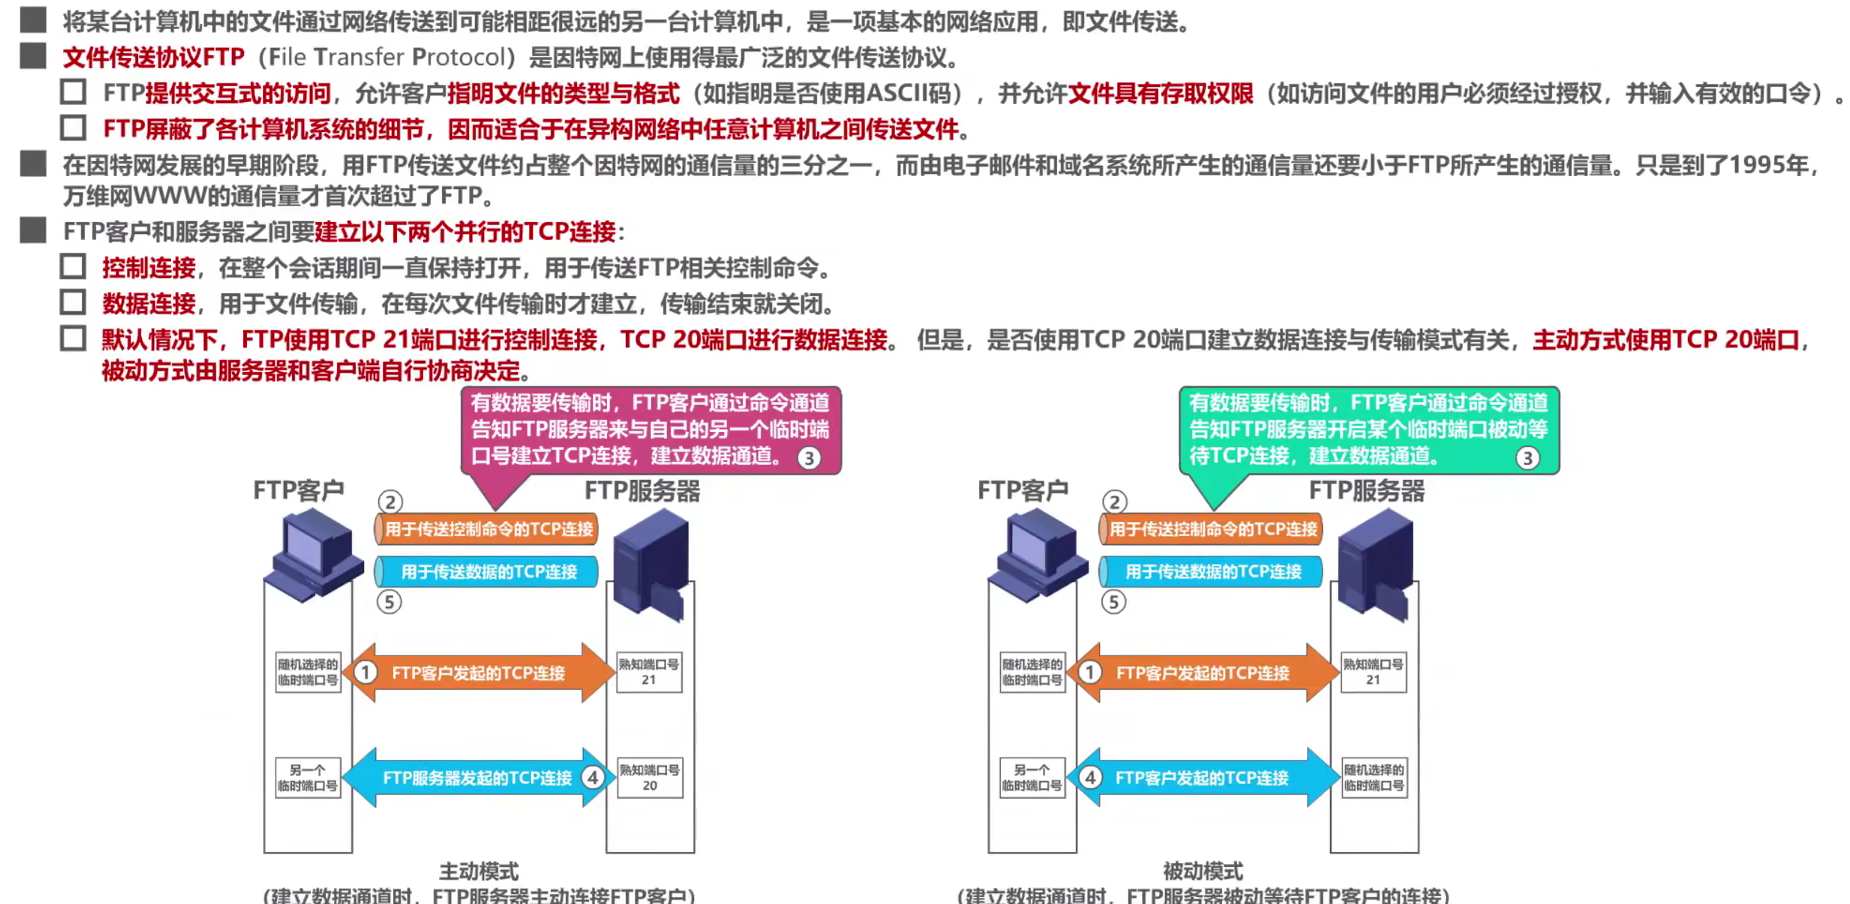 将某台计算机中的文件通过网络传送到可能相距很远的另一台计算机中，是一项基本的网络应用，即文件传送。
文件传送协议FTP（File Transfer Protocol）是因特网上使用得最广泛的文件传送协议。
FTP提供交互式的访问，允许客户指明文件的类型与格式（如指明是否使用ASCII码），并允许文件具有存取权限（如访问文件的用户必须经过授权，并输入有效的口令）。
FTP屏蔽了各计算机系统的细节，因而适合于在异构网络中任意计算机之间传送文件。
在因特网发展的早期阶段，用FTP传送文件约占整个因特网的通信量的三分之一，而由电子邮件和域名系统所产生的通信量还要小于FTP所产生的通信量。只是到了1995年，
万维网WWW的通信量才首次超过了FTP。
FTP客户和服务器之间要建立以下两个并行的TCP连接：
控制连接，在整个会话期间一直保持打开，用于传送FTP相关控制命令。
数据连接，用于文件传输，在每次文件传输时才建立，传输结束就关闭。
默认情况下，FTP使用TCP 21端口进行控制连接，TCP 20端口进行数据连接。 但是，是否使用TCP 20端口建立数据连接与传输模式有关，主动方式使用TCP 20端口，
被动方式由服务器和客户端自行协商决定。
有数据要传输时，FTP客户通过命令通道
告知FTP服务器来与自己的另一个临时端
口号建立TCP连接，建立数据通道。 ③
FTP客户
FTP服务器
②
用于传送控制命令的TCP连接
用于传送数据的TCP连接
⑤
随机选择的
临时端口号
① FTP客户发起的TCP连接
熟知端口号
21
另一个
临时端口号
FTP服务器发起的TCP连接 ④
熟知端口号
20
主动模式
（建立数据通道时，FTP服务器主动连接FTP客户）
有数据要传输时，FTP客户通过命令通道
告知FTP服务器开启某个临时端口被动等
待TCP连接，建立数据通道。 ③
FTP客户
FTP服务器
②
用于传送控制命令的TCP连接
用于传送数据的TCP连接
⑤
随机选择的
临时端口号
① FTP客户发起的TCP连接
熟知端口号
21
另一个
临时端口号
④ FTP客户发起的TCP连接
随机选择的
临时端口号
被动模式
（建立数据通道时，FTP服务器被动等待FTP客户的连接）